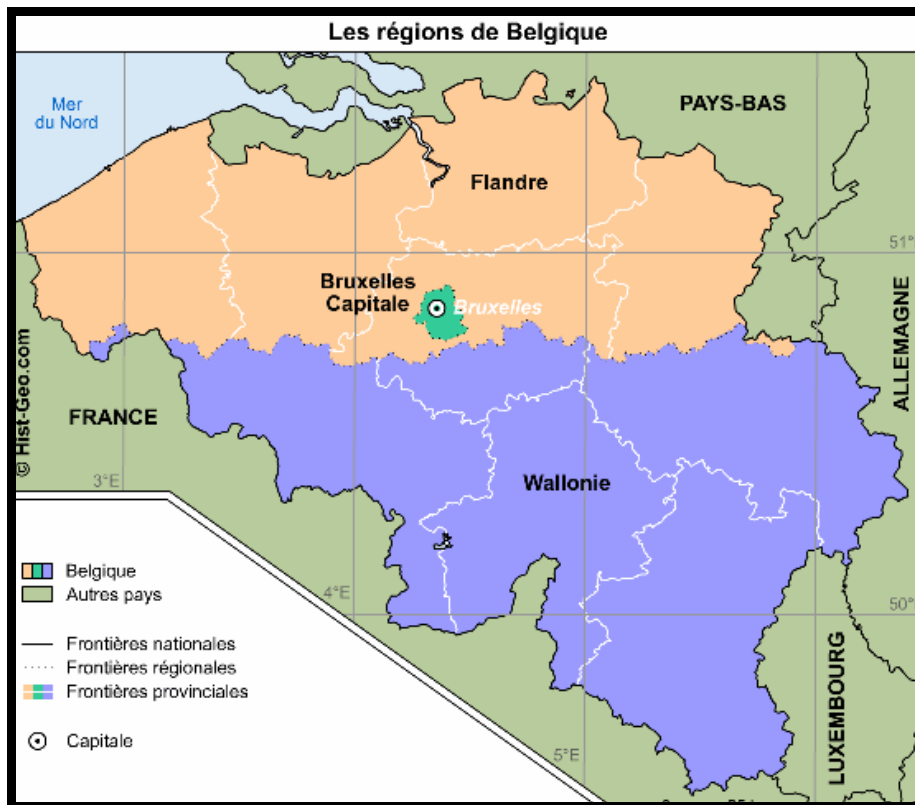 Les régions de Belgique
Mer
du Nord
PAYS-BAS
Flandre
51°
Bruxelles
Capitale
Bruxelles
ALLEMAGNE
© Hist-Geo.com
FRANCE
3°E
Wallonie
Belgique
Autres pays
4°E
50°
Frontières nationales
Frontières régionales
Frontières provinciales
LUXEMBOURG
Capitale
5°E